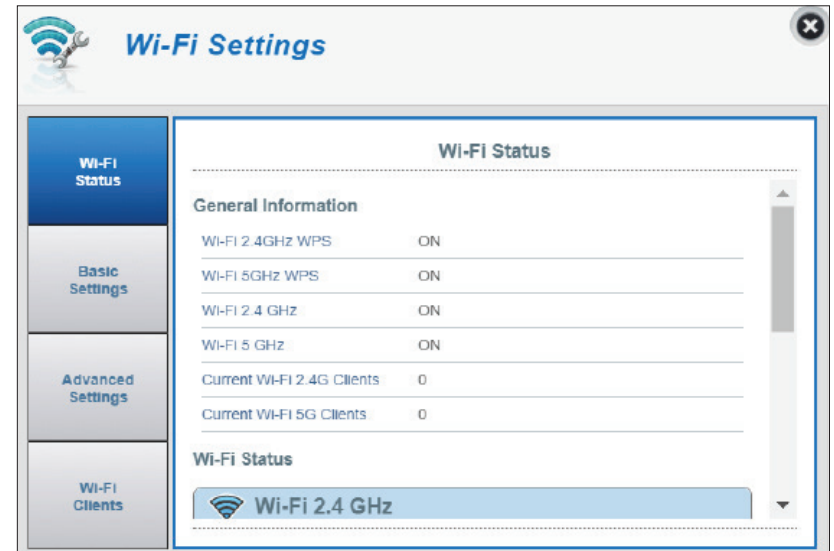 Wi-Fi Settings
Wi-Fi
Status
Basic
Settings
Advanced
Settings
Wi-Fi
Clients
Wi-Fi Status
General Information
Wi-Fi 2.4GHz WPS ON
Wi-Fi 5GHz WPS ON
Wi-Fi 2.4 GHz ON
Wi-Fi 5 GHz ON
Current Wi-Fi 2.4G Clients 0
Current Wi-Fi 5G Clients 0
Wi-Fi Status
Wi-Fi 2.4 GHz